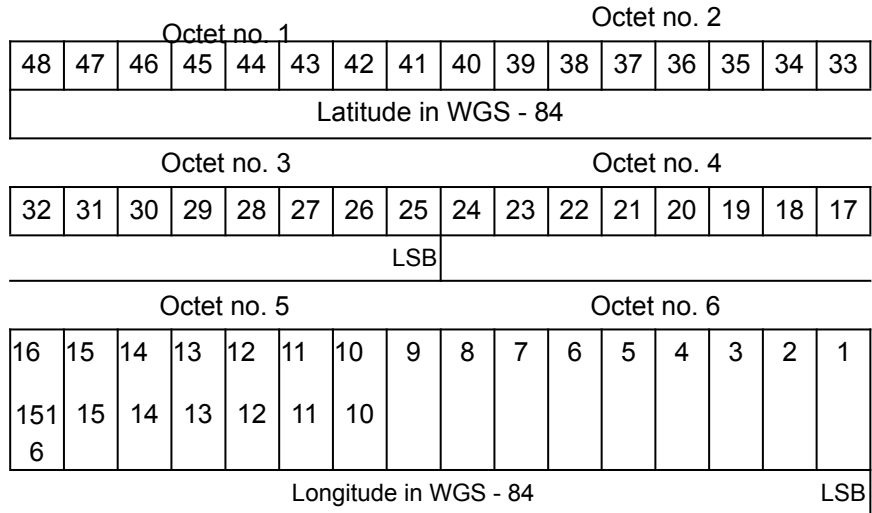 Octet no. 1 Octet no. 2
48 47 46 45 44 43 42 41 40 39 38 37 36 35 34 33
Latitude in WGS - 84
Octet no. 3 Octet no. 4
32 31 30 29 28 27 26 25 24 23 22 21 20 19 18 17
LSB
Octet no. 5 Octet no. 6
16 15 14 13 12 11 10 9 8 7 6 5 4 3 2 1
151 15 14 13 12 11 10
6
Longitude in WGS - 84 LSB